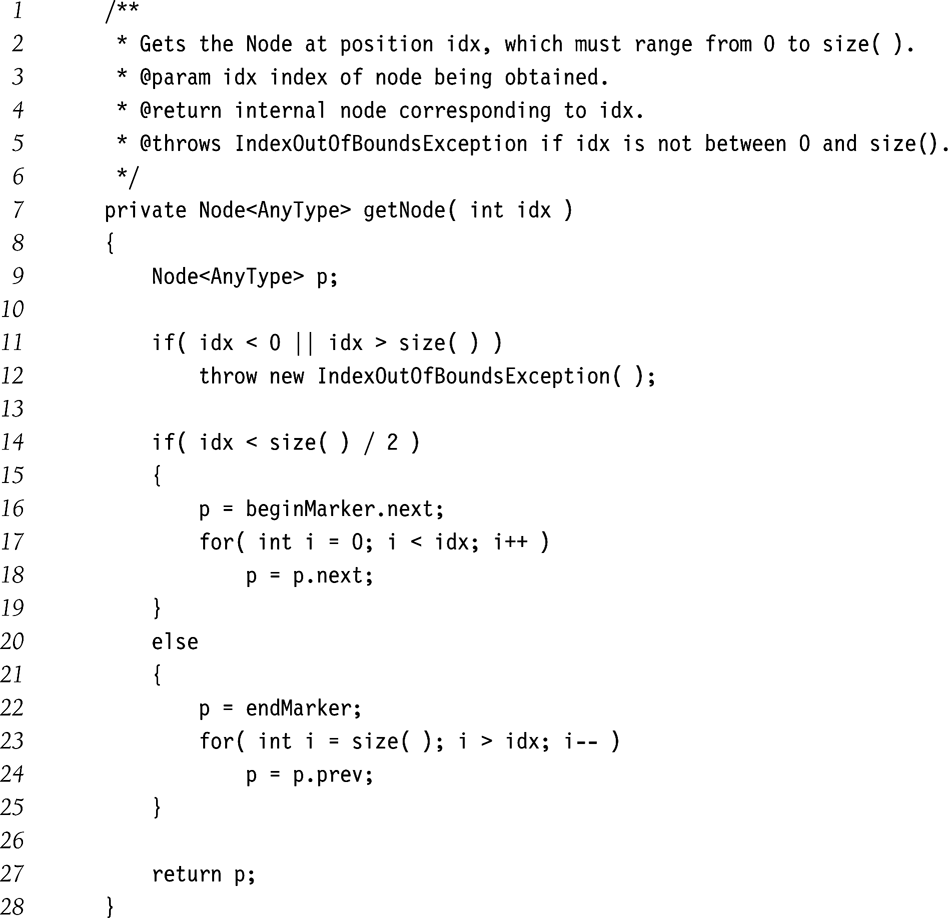 1 /**
2 * Gets the Node at position idx, which must range from 0 to size( ).
3 * @param idx index of node being obtained.
4 * @return internal node corresponding to idx.
5 * @throws IndexOutOfBoundsException if idx is not between 0 and size().
6 */
7 private Node<AnyType> getNode( int idx )
8 {
9 Node<AnyType> p;
10
11 if( idx < 0 || idx > size( ) )
12 throw new IndexOutOfBoundsException( );
13
14 if( idx < size( ) / 2 )
15 {
16 p = beginMarker.next;
17 for( int i = 0; i < idx; i++ )
18 p = p.next;
19 }
20 else
21 {
22 p = endMarker;
23 for( int i = size( ); i > idx; i-- )
24 p = p.prev;
25 }
26
27 return p;
28 }